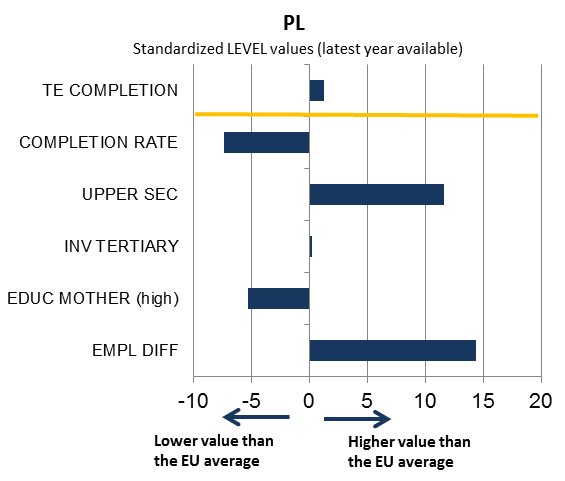 PL
Standardized LEVEL values (latest year available)
TE COMPLETION
COMPLETION RATE
UPPER SEC
INV TERTIARY
EDUC MOTHER (high)
EMPL DIFF
-10 -5 0 5 10 15 20
Lower value than
the EU average
Higher value than
the EU average